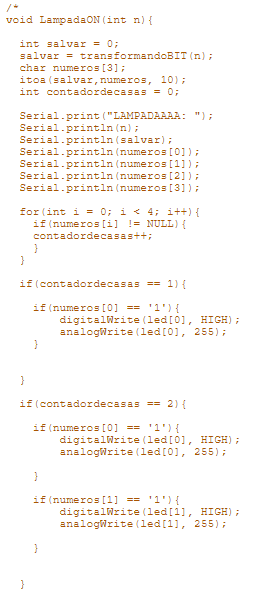 /*
void LampadaON(int n){
int salvar = 0;
salvar = transformandoBIT(n);
char numeros[3];
itoa(salvar,numeros, 10);
int contadordecasas = 0;
Serial.print("LAMPADAAAA: ");
Serial.println(n);
Serial.println(salvar);
Serial.println(numeros[0]);
Serial.println(numeros[1]);
Serial.println(numeros[2]);
Serial.println(numeros[3]);
for(int i = 0; i < 4; i++){
if(numeros[i] != NULL){
contadordecasas++;
}
}
if(contadordecasas == 1){
if(numeros[0] == '1'){
digitalWrite(led[0], HIGH);
analogWrite(led[0], 255);
}
}
if(contadordecasas == 2){
if(numeros[0] == '1'){
digitalWrite(led[0], HIGH);
analogWrite(led[0], 255);
}
if(numeros[1] == '1'){
digitalWrite(led[1], HIGH);
analogWrite(led[1], 255);
}
}